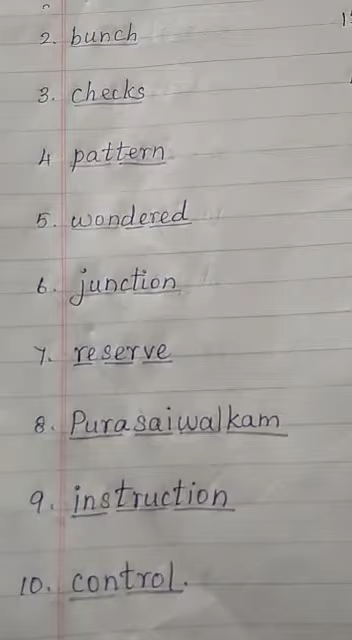 2. bunch
3. checks
4 pattern
5. wondered
6. junction
7. reserve
8. Purasaiwalkam
9. instruction
10. control.